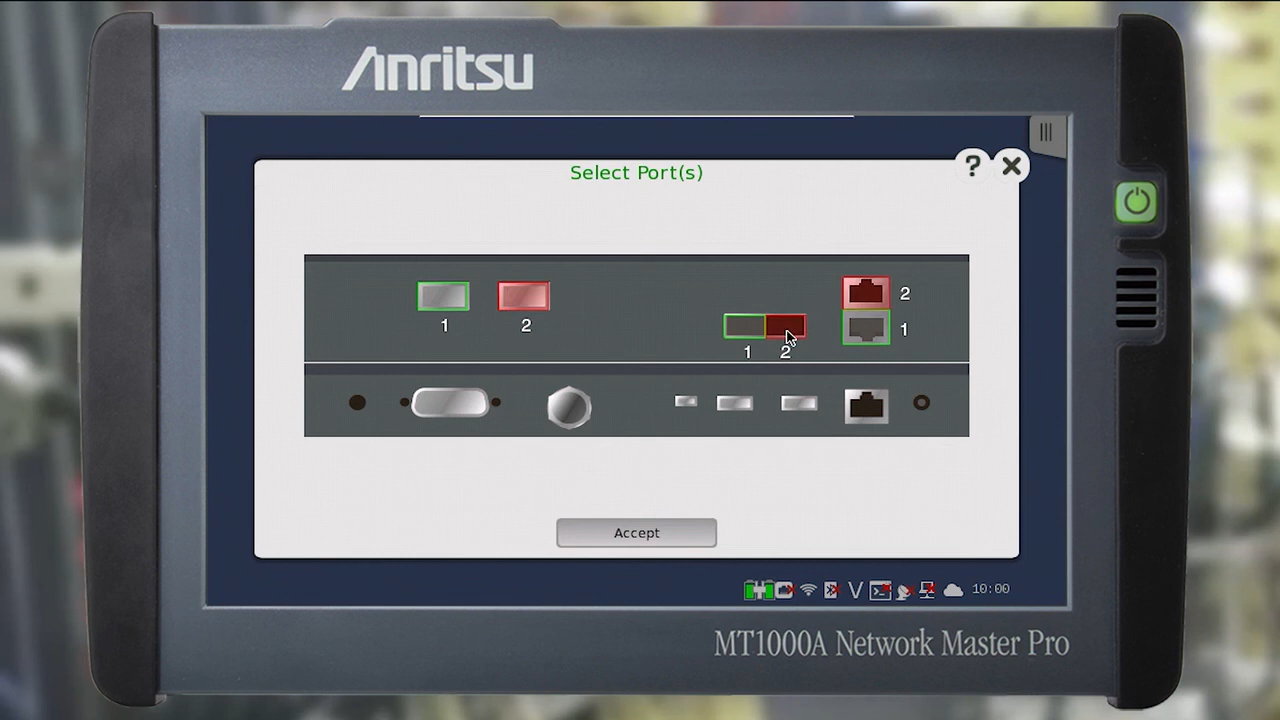 Anritsu
Select Port(s)
?
1
2
2
1
1
2
Accept
10:00
MT1000A Network Master Pro